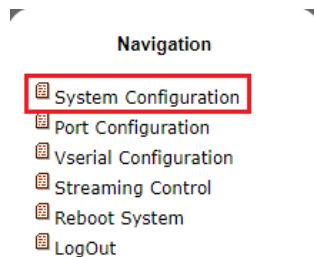 Navigation
System Configuration
Port Configuration
Vserial Configuration
Streaming Control
Reboot System
LogOut